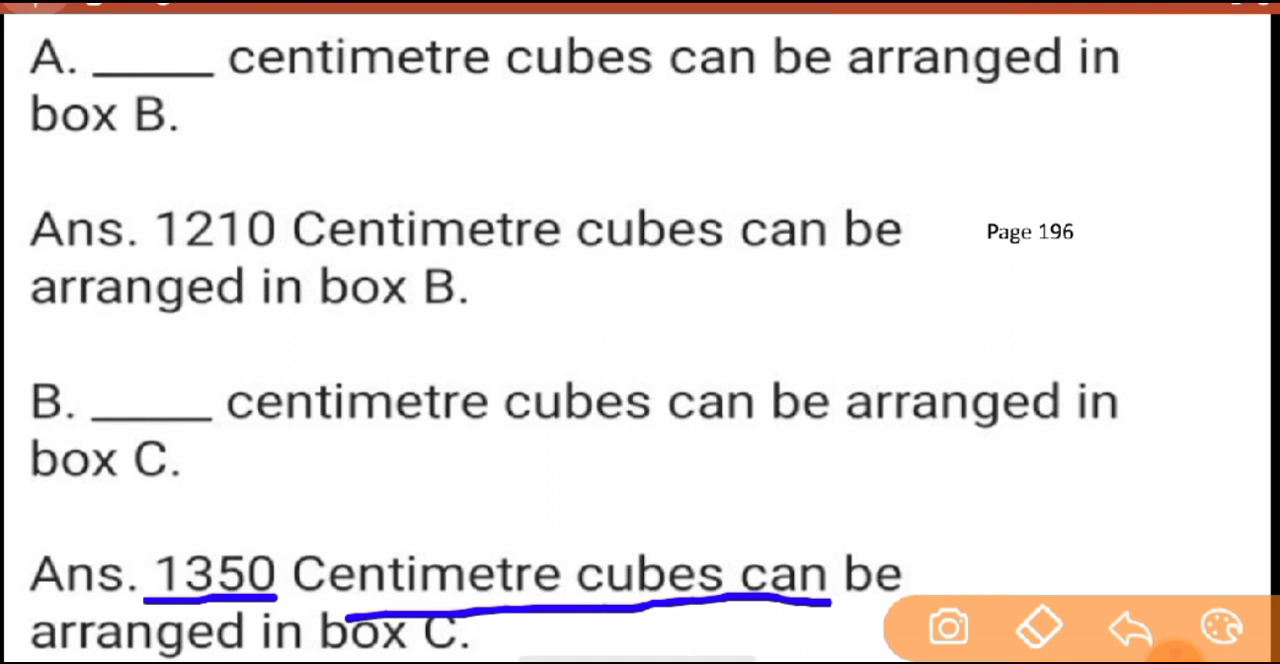 A. _____ centimetre cubes can be arranged in
box B.
Ans. 1210 Centimetre cubes can be
arranged in box B.
Page 196
B. _____ centimetre cubes can be arranged in
box C.
Ans. 1350 Centimetre cubes can be
arranged in box C.